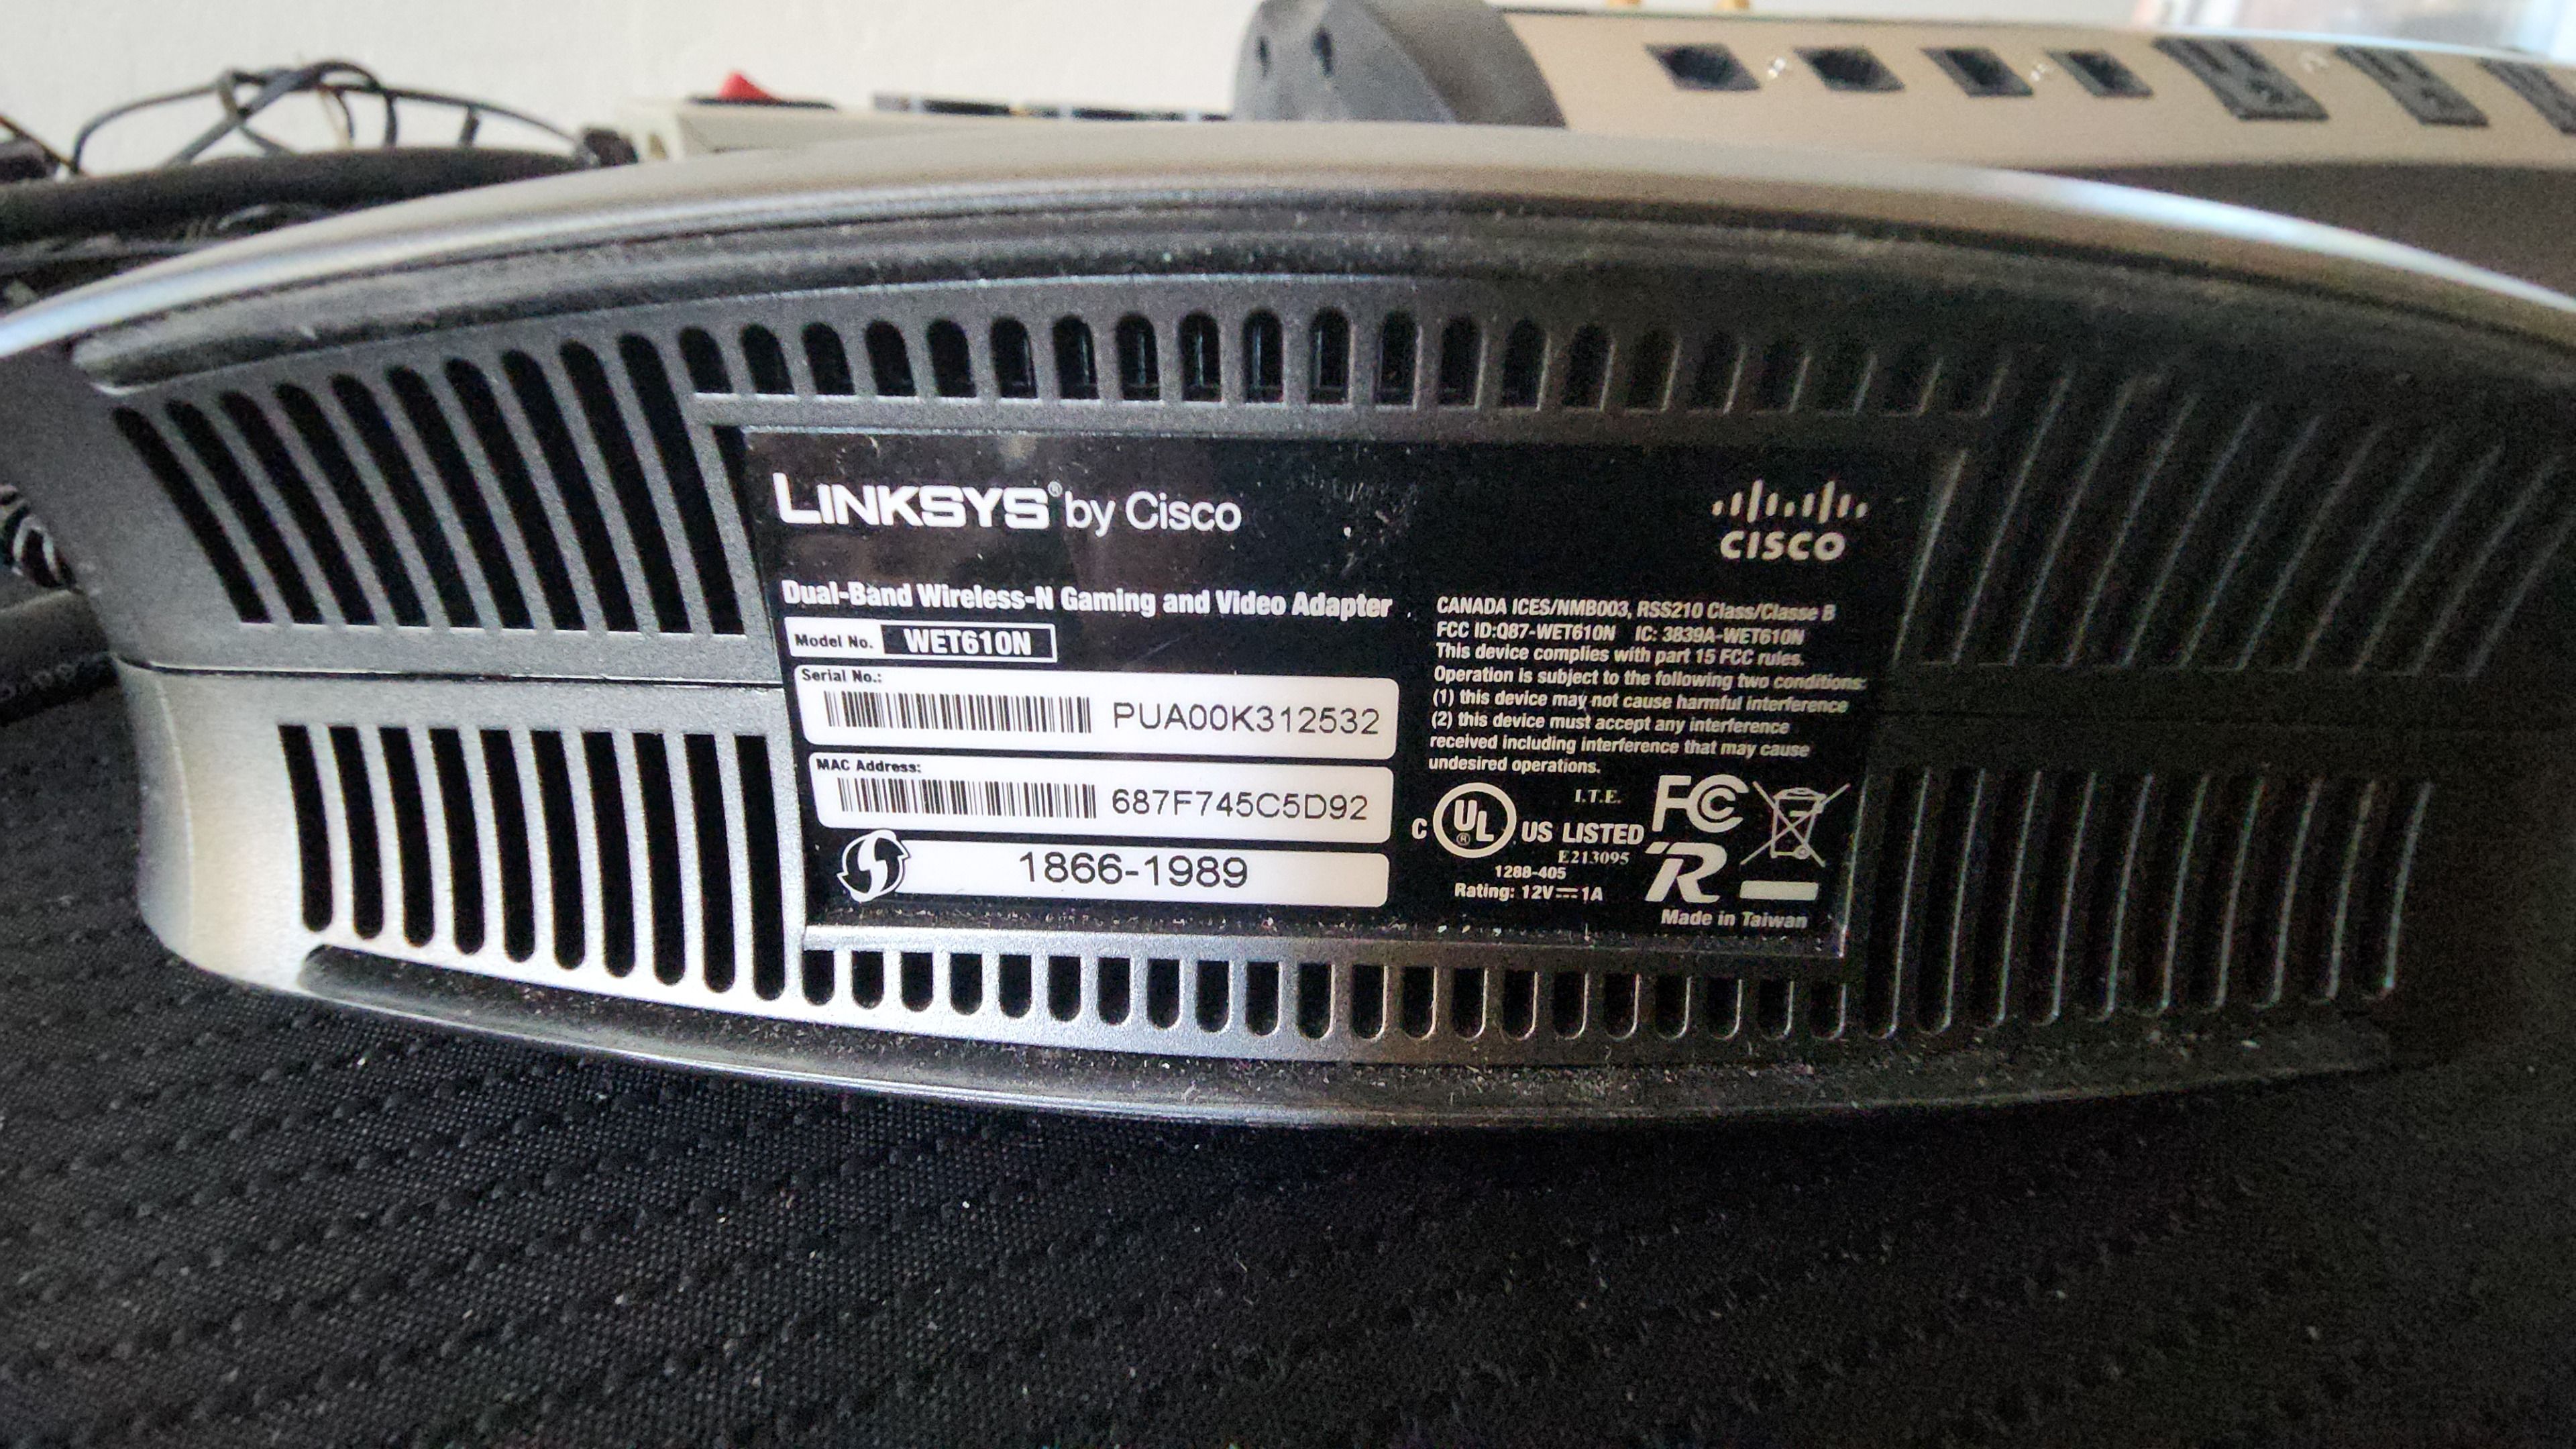 LINKSYS® by Cisco
CISCO
Dual-Band Wireless-N Gaming and Video Adapter
Model No. WET610N
Serial No.:
PUA00K312532
MAC Address:
687F745C5D92
1866-1989
CANADA ICES/NMB003, RSS210 Class/Classe B
FCC ID:Q87-WET610N IC: 3839A-WET610N
This device complies with part 15 FCC rules.
Operation is subject to the following two conditions:
(1) this device may not cause harmful interference
(2) this device must accept any interference
received including interference that may cause
undesired operations.
I.T.E.
C UL® US LISTED
E213095
1288-405
Rating: 12V⎓1A
FC
R
Made in Taiwan